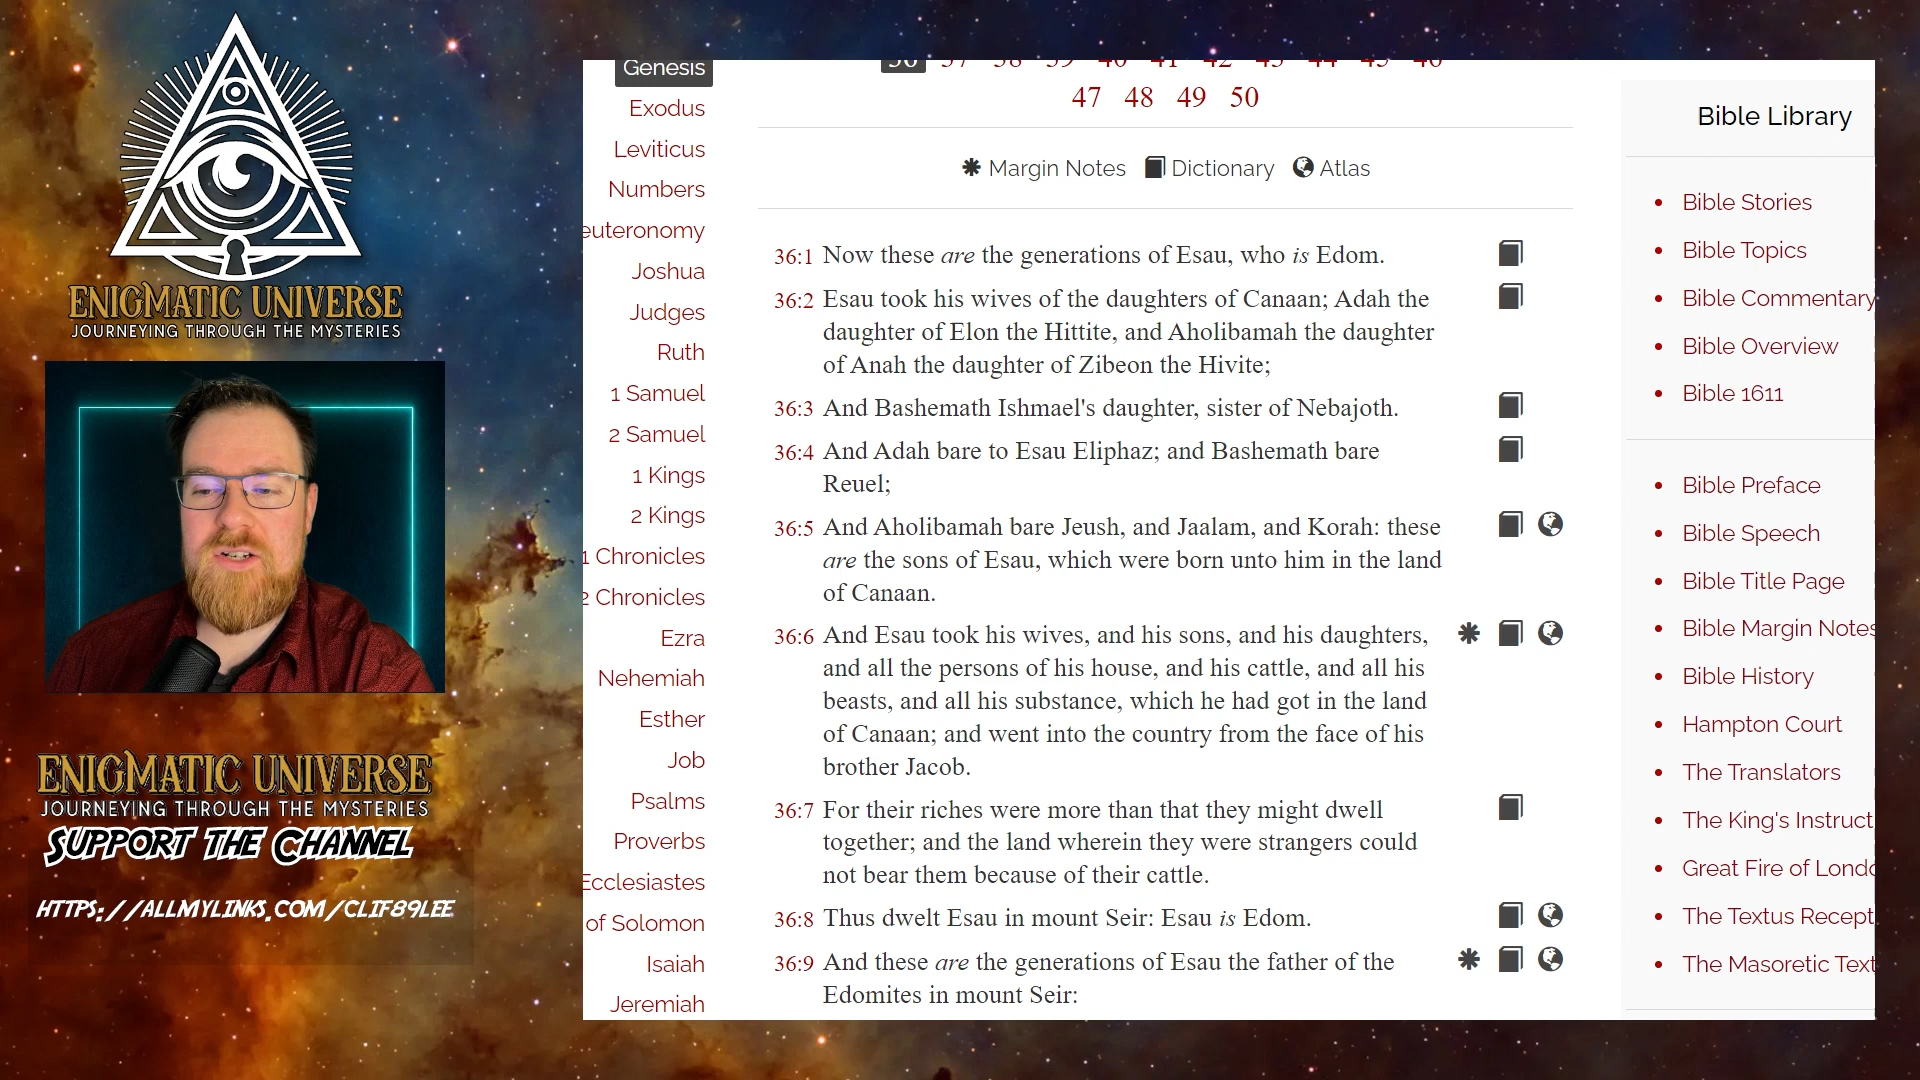 ENIGMATIC UNIVERSE
JOURNEYING THROUGH THE MYSTERIES
ENIGMATIC UNIVERSE
JOURNEYING THROUGH THE MYSTERIES
SUPPORT THE CHANNEL
HTTPS://ALLMYLINKS.COM/CLIF89LEE
Genesis
Exodus
Leviticus
Numbers
euteronomy
Joshua
Judges
Ruth
1 Samuel
2 Samuel
1 Kings
2 Kings
1 Chronicles
2 Chronicles
Ezra
Nehemiah
Esther
Job
Psalms
Proverbs
Ecclesiastes
of Solomon
Isaiah
Jeremiah
36 37 38 39 40 41 42 43 44 45 46
47 48 49 50
Margin Notes Dictionary Atlas
36:1 Now these are the generations of Esau, who is Edom.
36:2 Esau took his wives of the daughters of Canaan; Adah the
daughter of Elon the Hittite, and Aholibamah the daughter
of Anah the daughter of Zibeon the Hivite;
36:3 And Bashemath Ishmael's daughter, sister of Nebajoth.
36:4 And Adah bare to Esau Eliphaz; and Bashemath bare
Reuel;
36:5 And Aholibamah bare Jeush, and Jaalam, and Korah: these
are the sons of Esau, which were born unto him in the land
of Canaan.
36:6 And Esau took his wives, and his sons, and his daughters,
and all the persons of his house, and his cattle, and all his
beasts, and all his substance, which he had got in the land
of Canaan; and went into the country from the face of his
brother Jacob.
36:7 For their riches were more than that they might dwell
together; and the land wherein they were strangers could
not bear them because of their cattle.
36:8 Thus dwelt Esau in mount Seir: Esau is Edom.
36:9 And these are the generations of Esau the father of the
Edomites in mount Seir:
Bible Library
Bible Stories
Bible Topics
Bible Commentary
Bible Overview
Bible 1611
Bible Preface
Bible Speech
Bible Title Page
Bible Margin Notes
Bible History
Hampton Court
The Translators
The King's Instruct
Great Fire of Londo
The Textus Recept
The Masoretic Text